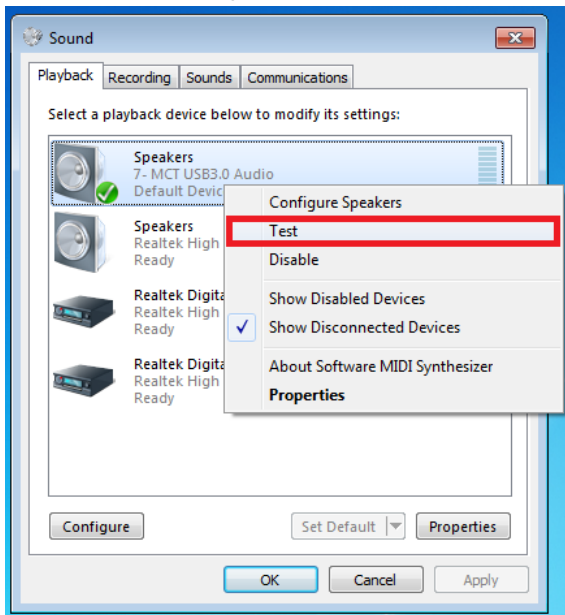 Sound
Playback Recording Sounds Communications
Select a playback device below to modify its settings:
Speakers
7- MCT USB3.0 Audio
Default Devic
Configure Speakers
Speakers
Realtek High
Ready
Test
Disable
Realtek Digita
Realtek High
Ready
Show Disabled Devices
Show Disconnected Devices
Realtek Digita
Realtek High
Ready
About Software MIDI Synthesizer
Properties
Configure Set Default Properties
OK Cancel Apply